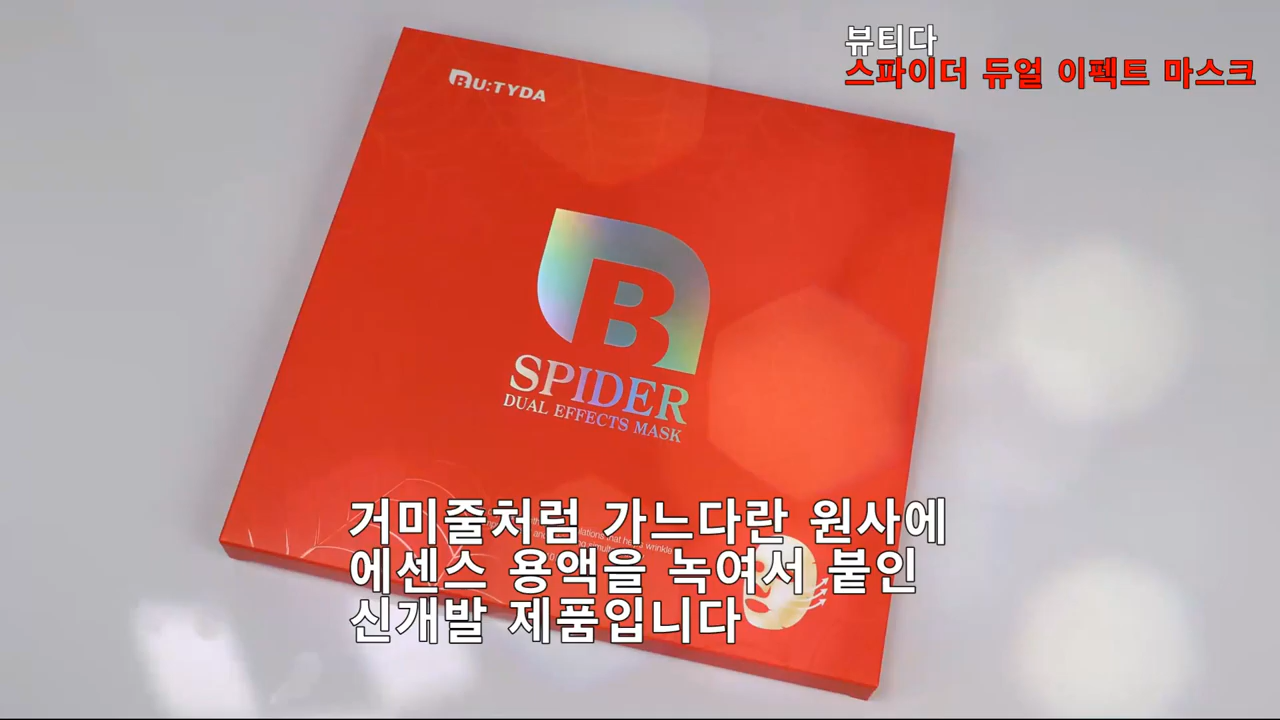 뷰티다
스파이더 듀얼 이펙트 마스크
BU:TYDA
B
SPIDER
DUAL EFFECTS MASK
거미줄처럼 가느다란 원사에
에센스 용액을 녹여서 붙인
신개발 제품입니다
wrinkle
and